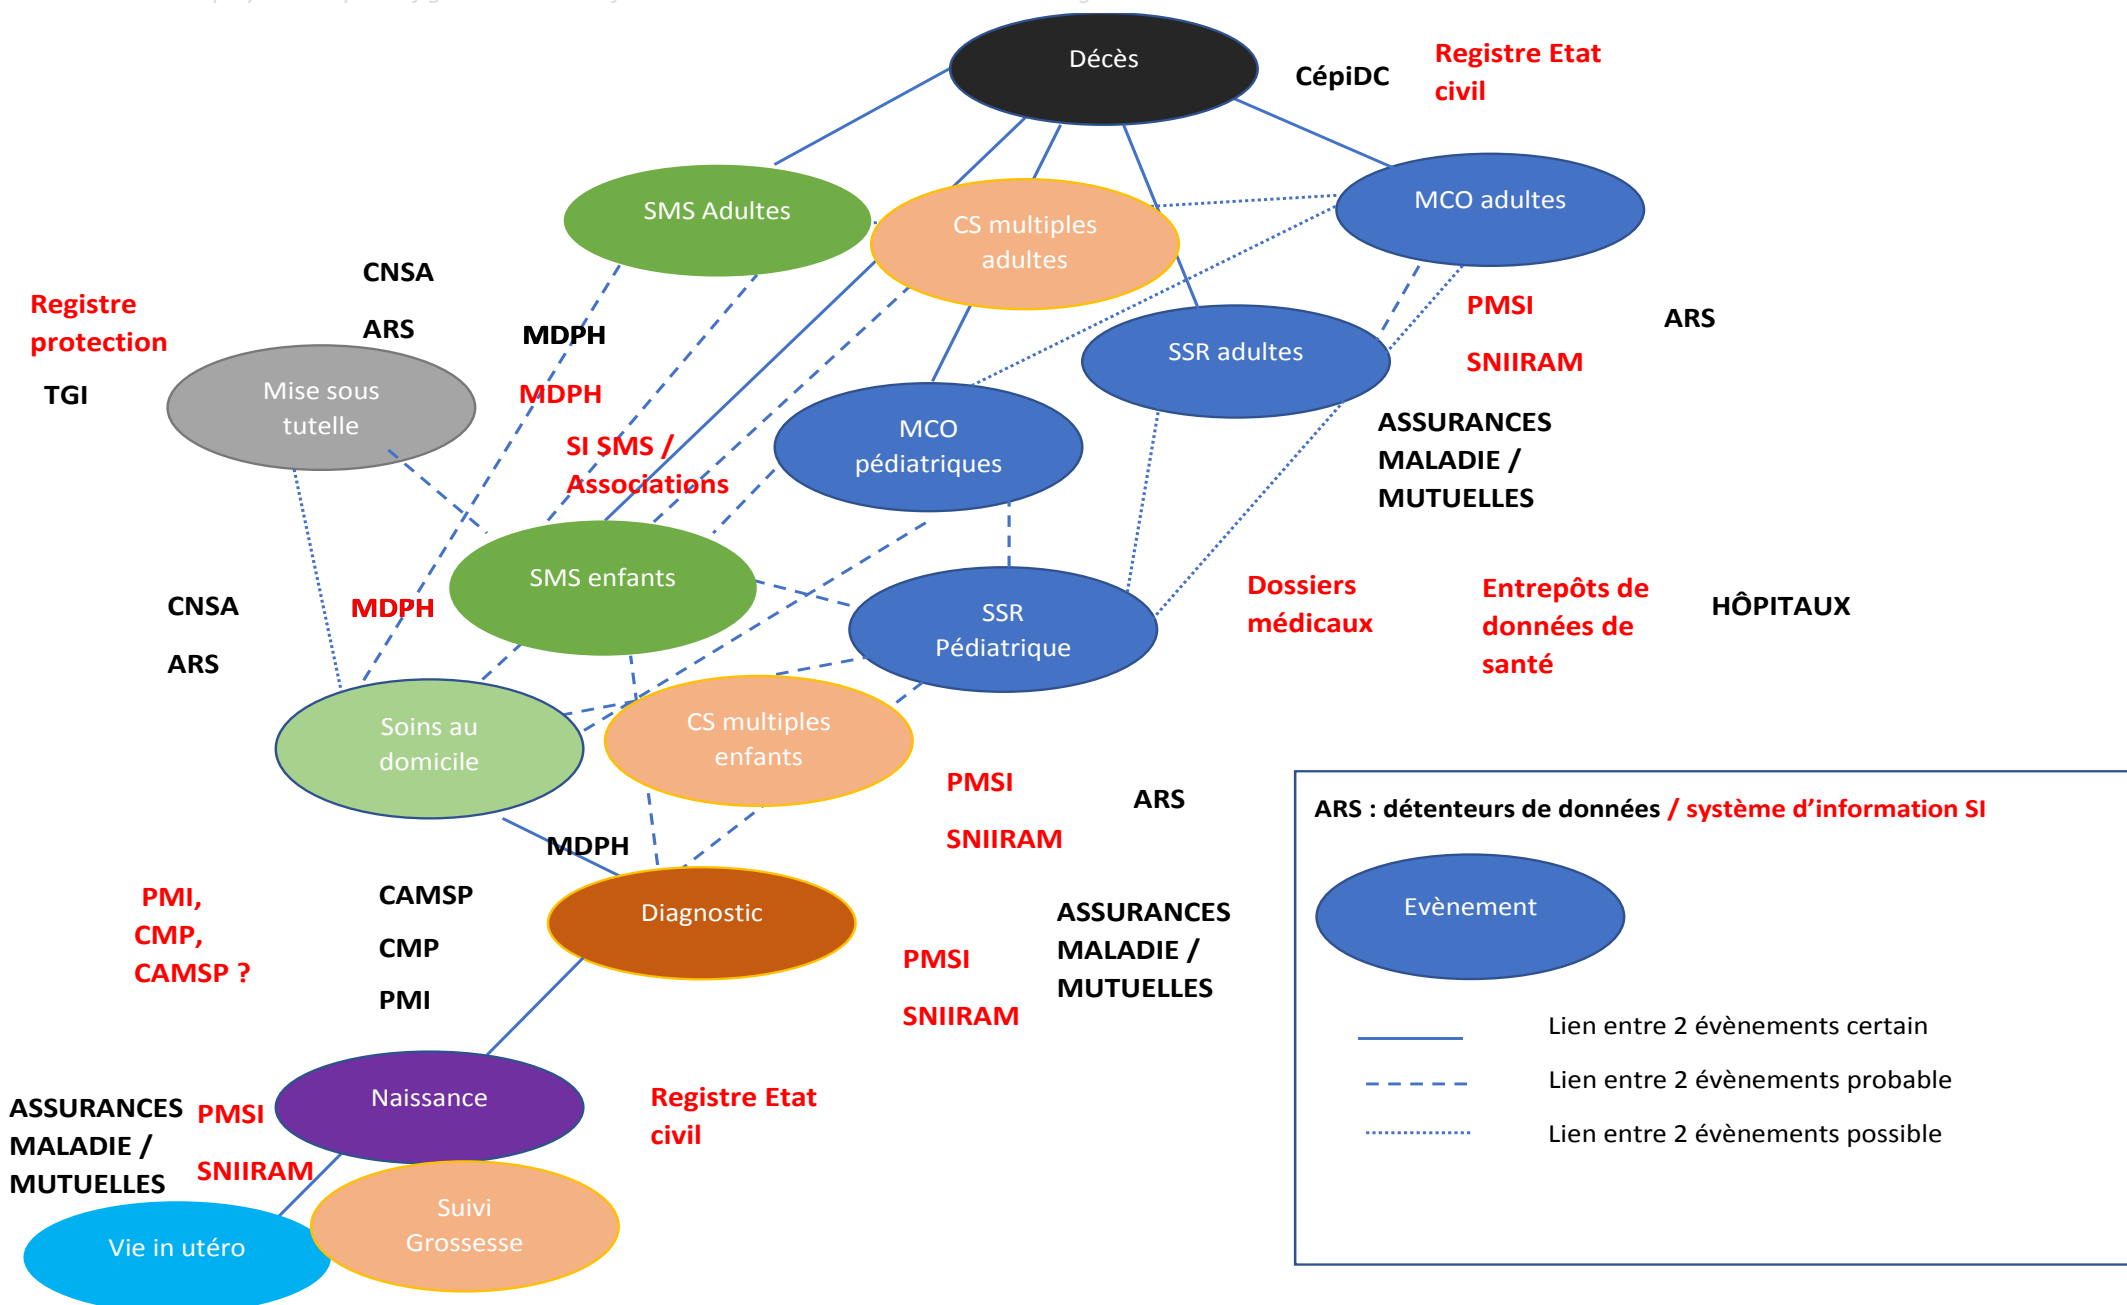 Décès
CépiDC
Registre Etat
civil
SMS Adultes
CS multiples
adultes
MCO adultes
CNSA
ARS
Registre
protection
TGI
Mise sous
tutelle
MDPH
MDPH
SI SMS /
Associations
SSR adultes
PMSI
SNIIRAM
ARS
MCO
pédiatriques
ASSURANCES
MALADIE /
MUTUELLES
SMS enfants
SSR
Pédiatrique
Dossiers
médicaux
Entrepôts de
données de
santé
HÔPITAUX
CNSA
ARS
MDPH
Soins au
domicile
CS multiples
enfants
PMSI
SNIIRAM
ARS
MDPH
ARS : détenteurs de données / système d’information SI
Evènement
Lien entre 2 évènements certain
Lien entre 2 évènements probable
Lien entre 2 évènements possible
PMI,
CMP,
CAMSP ?
CAMSP
CMP
PMI
Diagnostic
PMSI
SNIIRAM
ASSURANCES
MALADIE /
MUTUELLES
Naissance
Registre Etat
civil
ASSURANCES
MALADIE /
MUTUELLES
PMSI
SNIIRAM
Vie in utéro
Suivi
Grossesse